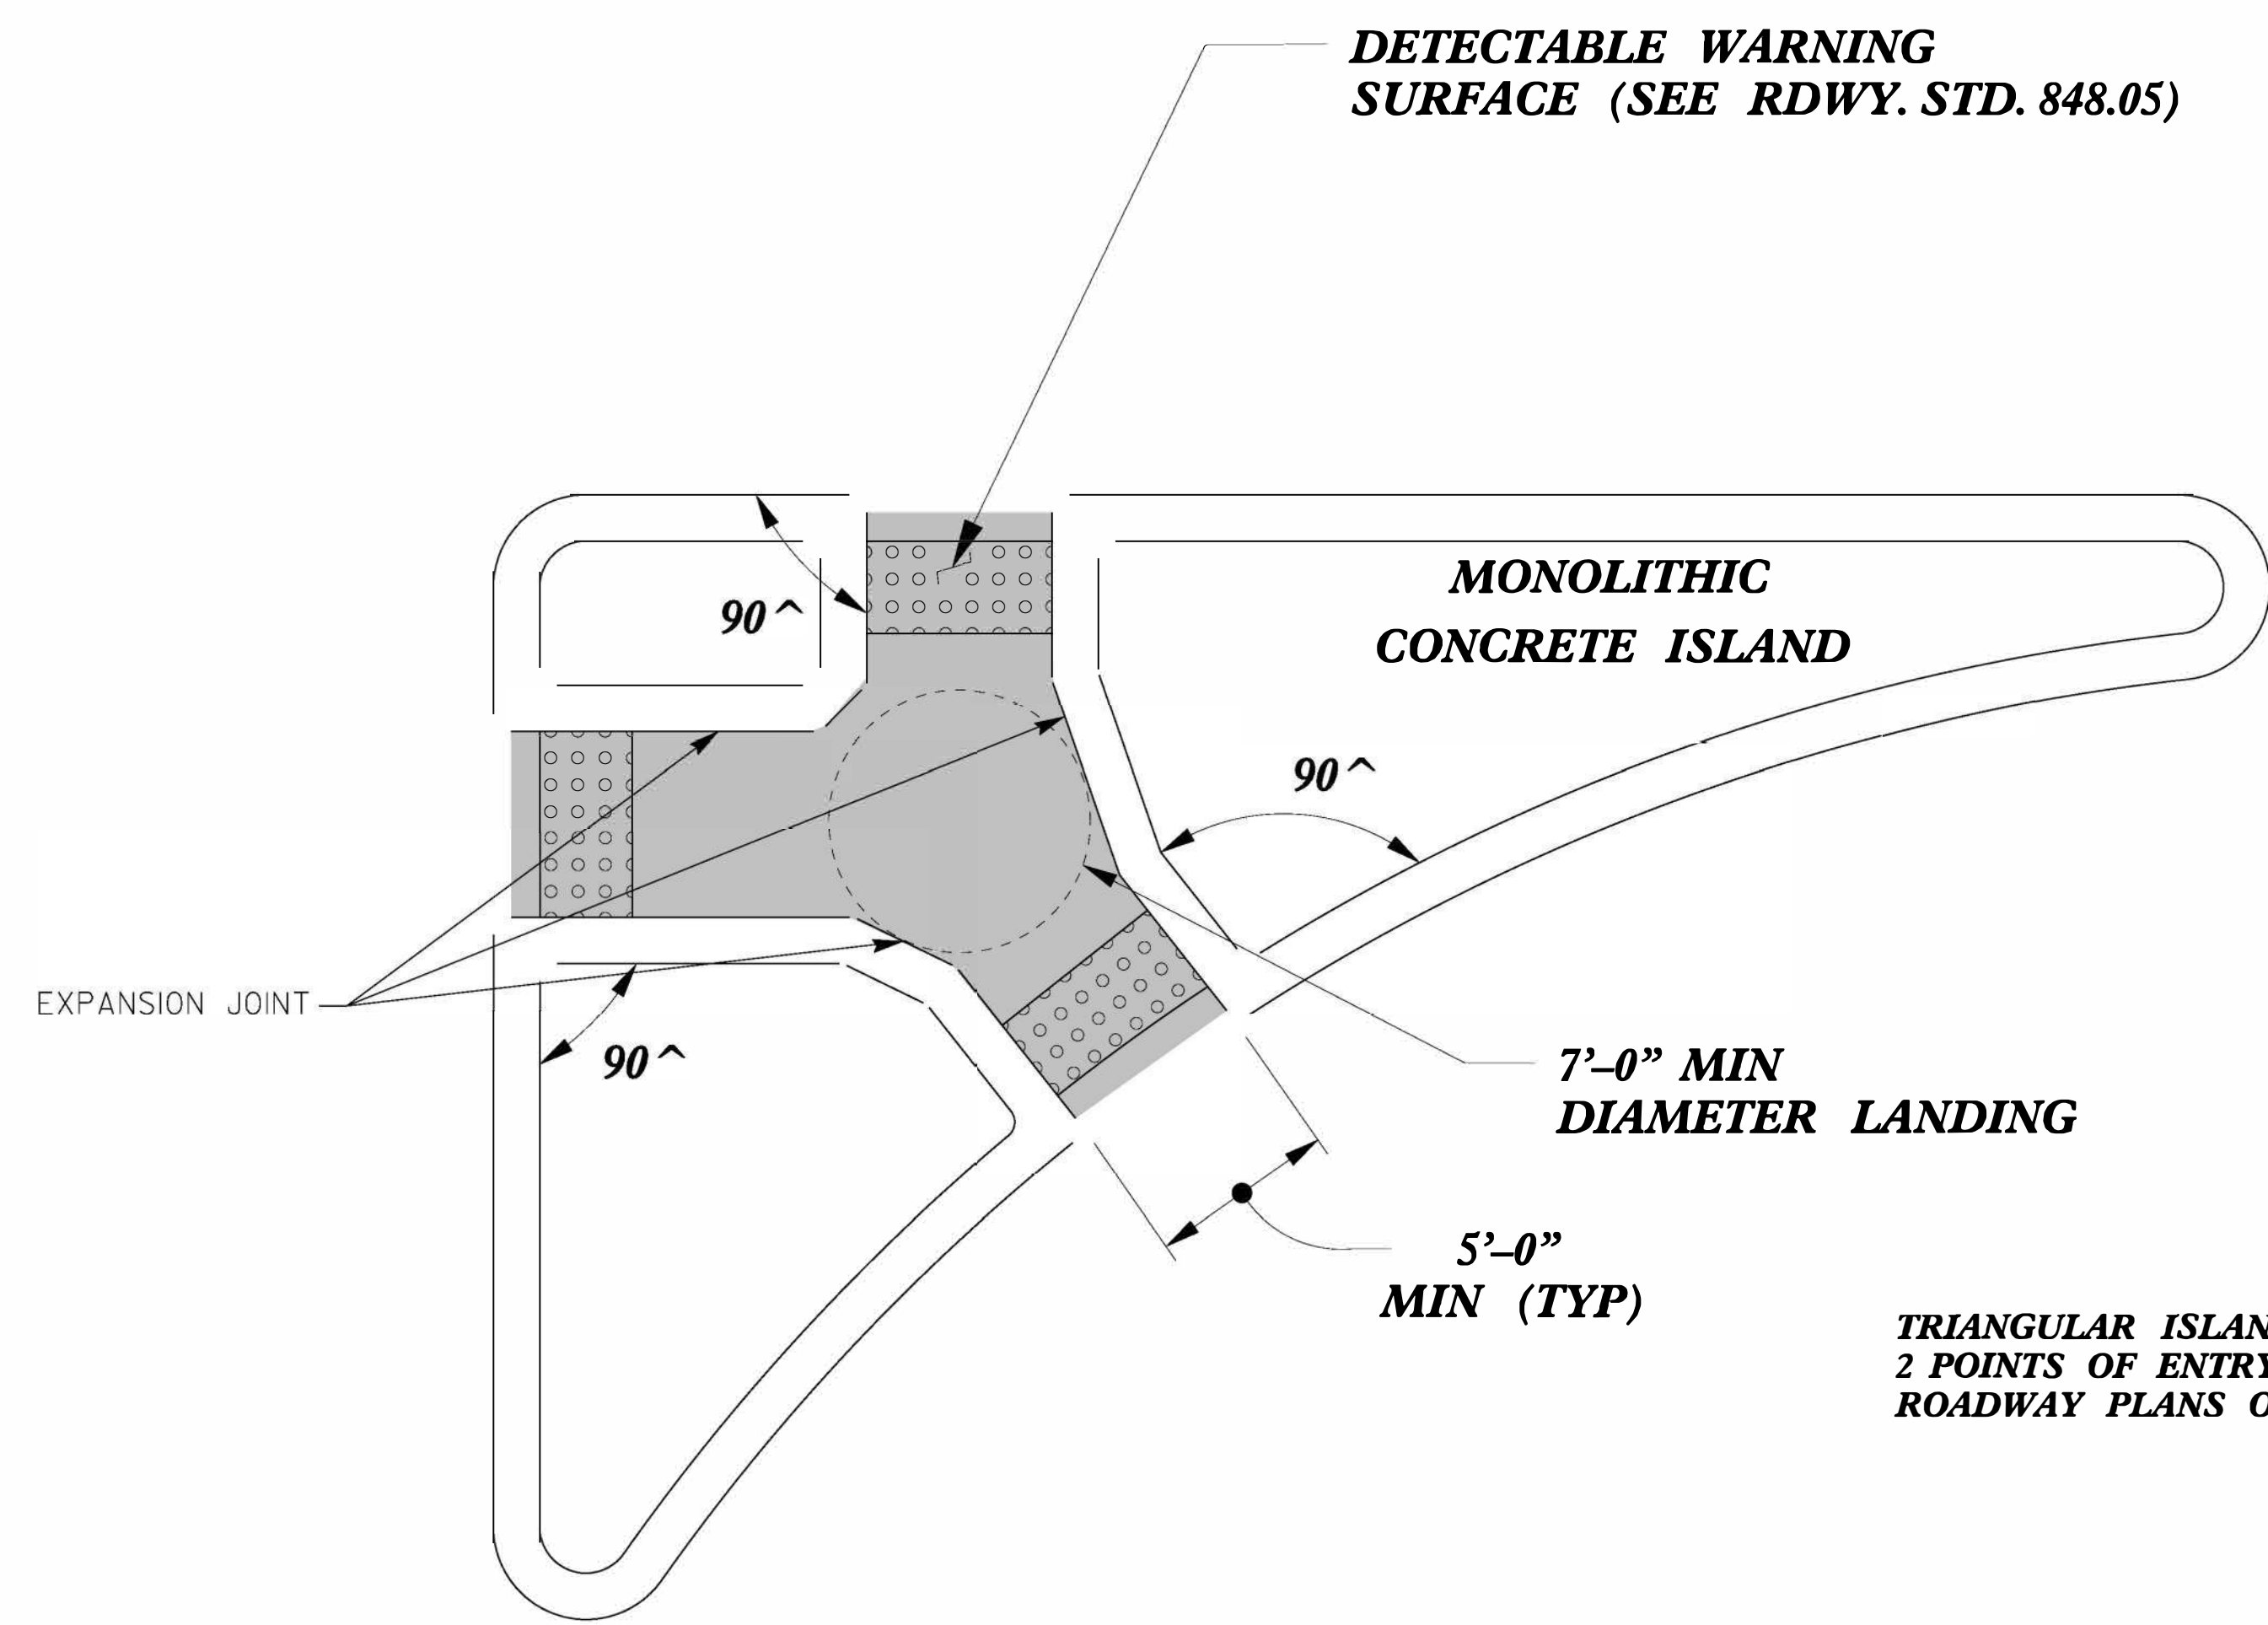 DETECTABLE WARNING
SURFACE (SEE RDWY. STD. 848.05)
MONOLITHIC
CONCRETE ISLAND
90^
90^
EXPANSION JOINT
90^
7’–0” MIN
DIAMETER LANDING
5’–0”
MIN (TYP)
TRIANGULAR
2 POINTS OF ENTRY
ROADWAY PLANS